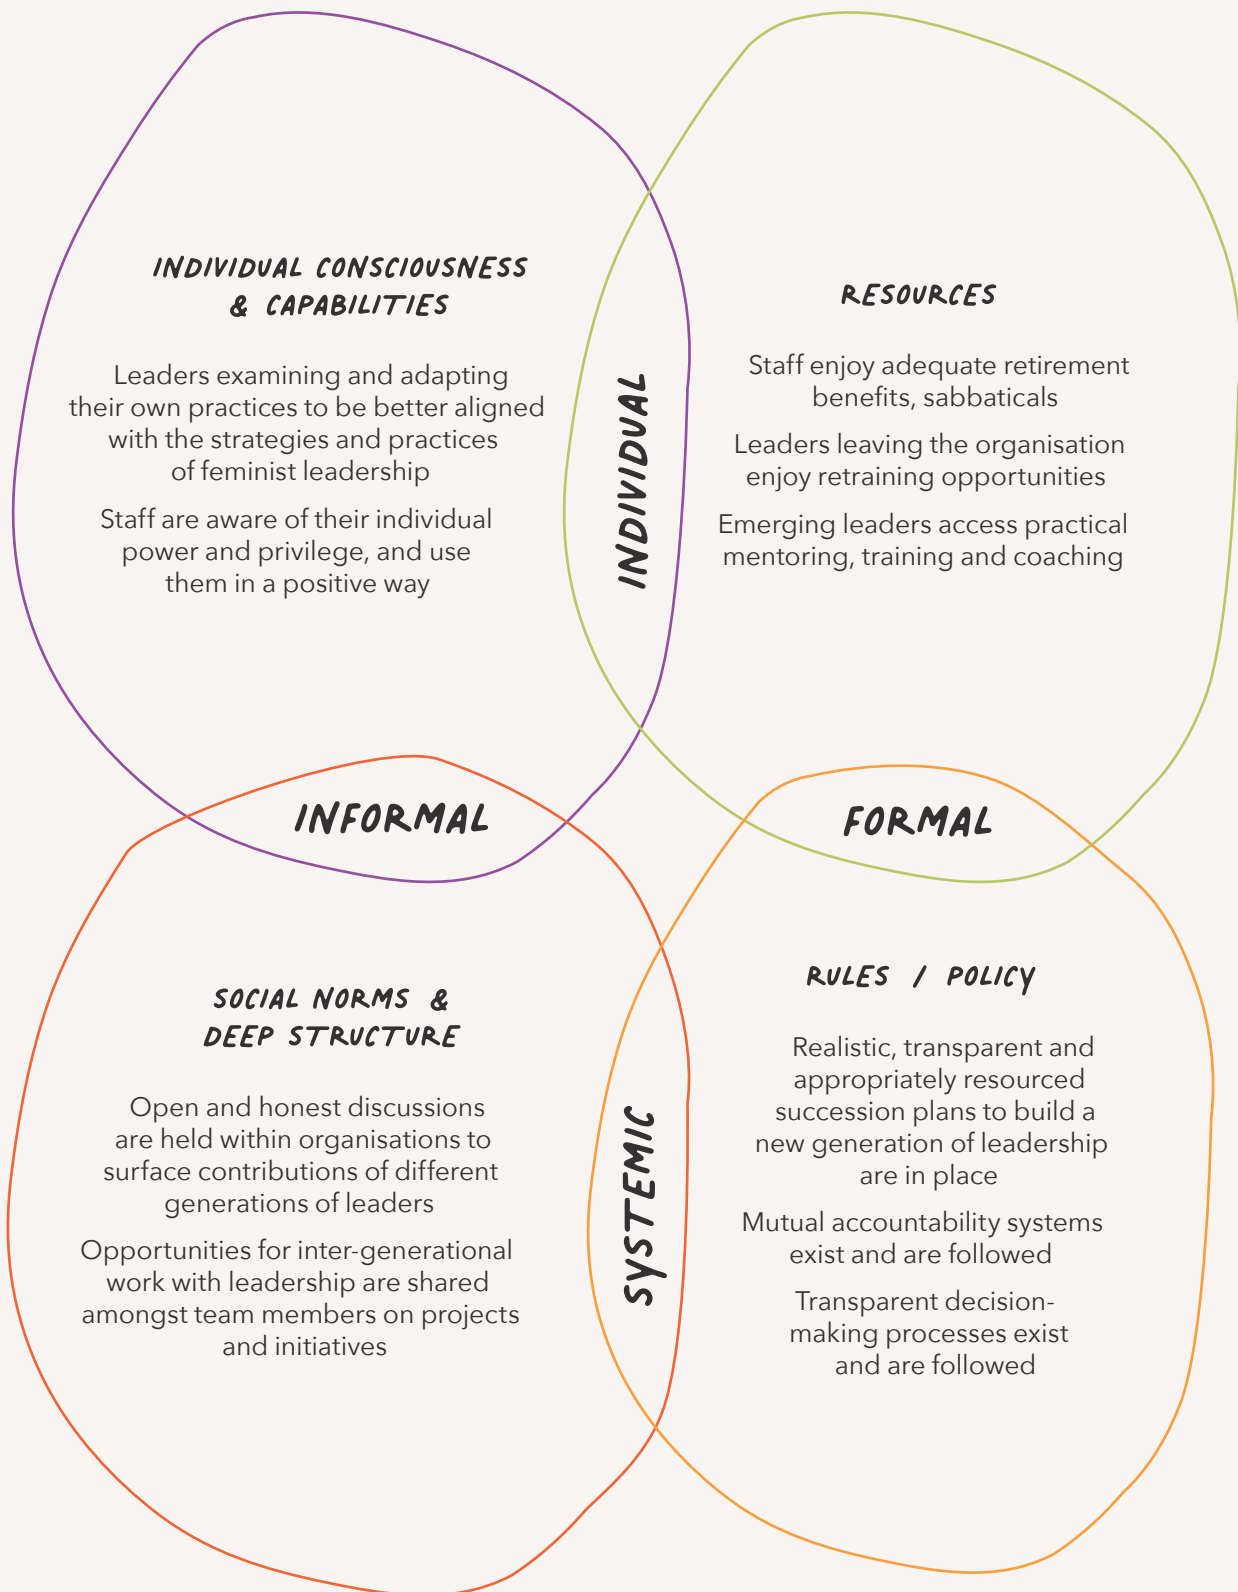 INDIVIDUAL CONSCIOUSNESS
& CAPABILITIES
Leaders examining and adapting
their own practices to be better aligned
with the strategies and practices
of feminist leadership
Staff are aware of their individual
power and privilege, and use
them in a positive way
INDIVIDUAL
RESOURCES
Staff enjoy adequate retirement
benefits, sabbaticals
Leaders leaving the organisation
enjoy retraining opportunities
Emerging leaders access practical
mentoring, training and coaching
INFORMAL
FORMAL
SOCIAL NORMS &
DEEP STRUCTURE
Open and honest discussions
are held within organisations to
surface contributions of different
generations of leaders
Opportunities for inter-generational
work with leadership are shared
amongst team members on projects
and initiatives
SYSTEMIC
RULES / POLICY
Realistic, transparent and
appropriately resourced
succession plans to build a
new generation of leadership
are in place
Mutual accountability systems
exist and are followed
Transparent decision-
making processes exist
and are followed